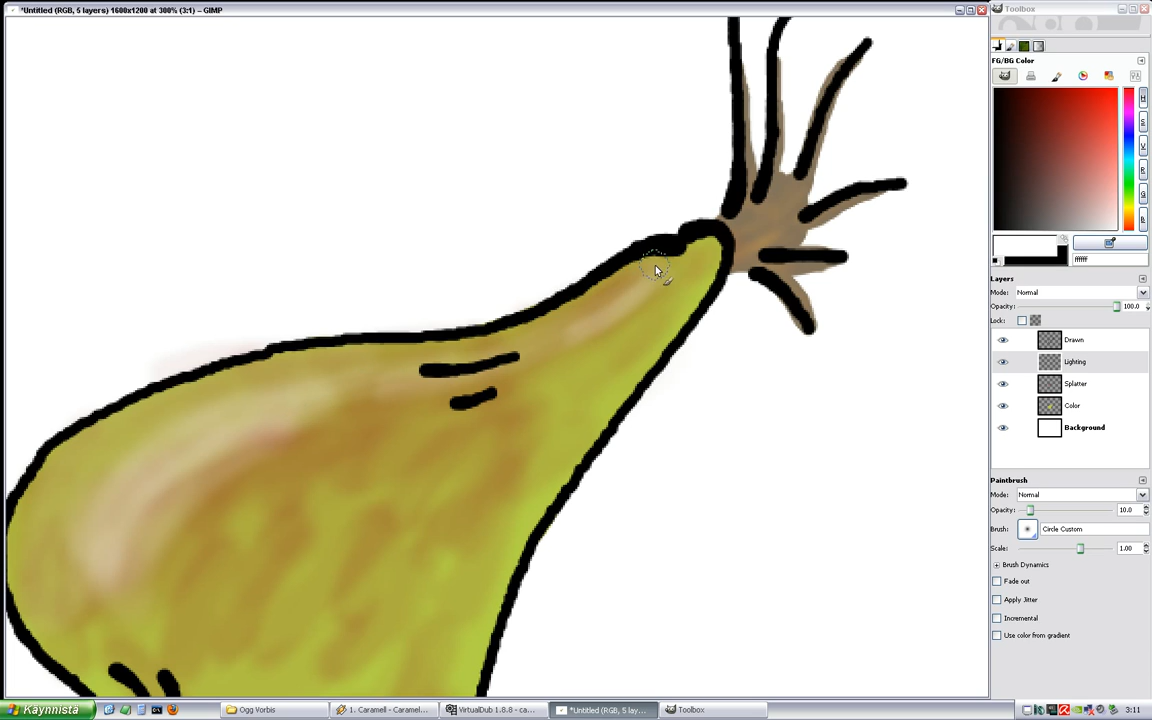 *Untitled (RGB, 5 layers) 1600x1200 at 300% (3:1) – GIMP
Toolbox
FG/BG Color
H
S
V
R
G
B
ffffff
Layers
Mode: Normal
Opacity: 100.0
Lock:
Drawn
Lighting
Splatter
Color
Background
Paintbrush
Mode: Normal
Opacity: 10.0
Brush: Circle Custom
Scale: 1.00
Brush Dynamics
Fade out
Apply Jitter
Incremental
Use color from gradient
Käynnistä
Ogg Vorbis
1. Caramell - Caramel...
VirtualDub 1.8.8 - ca...
*Untitled (RGB, 5 lay...
Toolbox
3:11